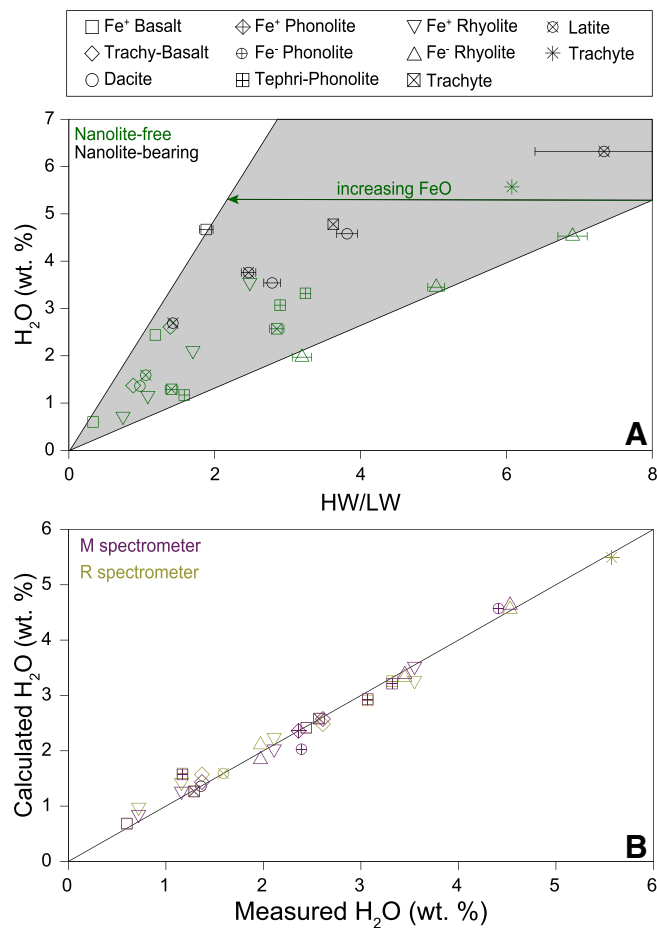 Fe⁺ Basalt Fe⁺ Phonolite Fe⁺ Rhyolite Latite
Trachy-Basalt Fe⁻ Phonolite Fe⁻ Rhyolite Trachyte
Dacite Tephri-Phonolite Trachyte
Nanolite-free
Nanolite-bearing
increasing FeO
H₂O (wt. %)
7
6
5
4
3
2
1
0
0 2 4 6 8
HW/LW
A
M spectrometer
R spectrometer
Calculated H₂O (wt. %)
6
5
4
3
2
1
0
0 1 2 3 4 5 6
Measured H₂O (wt. %)
B